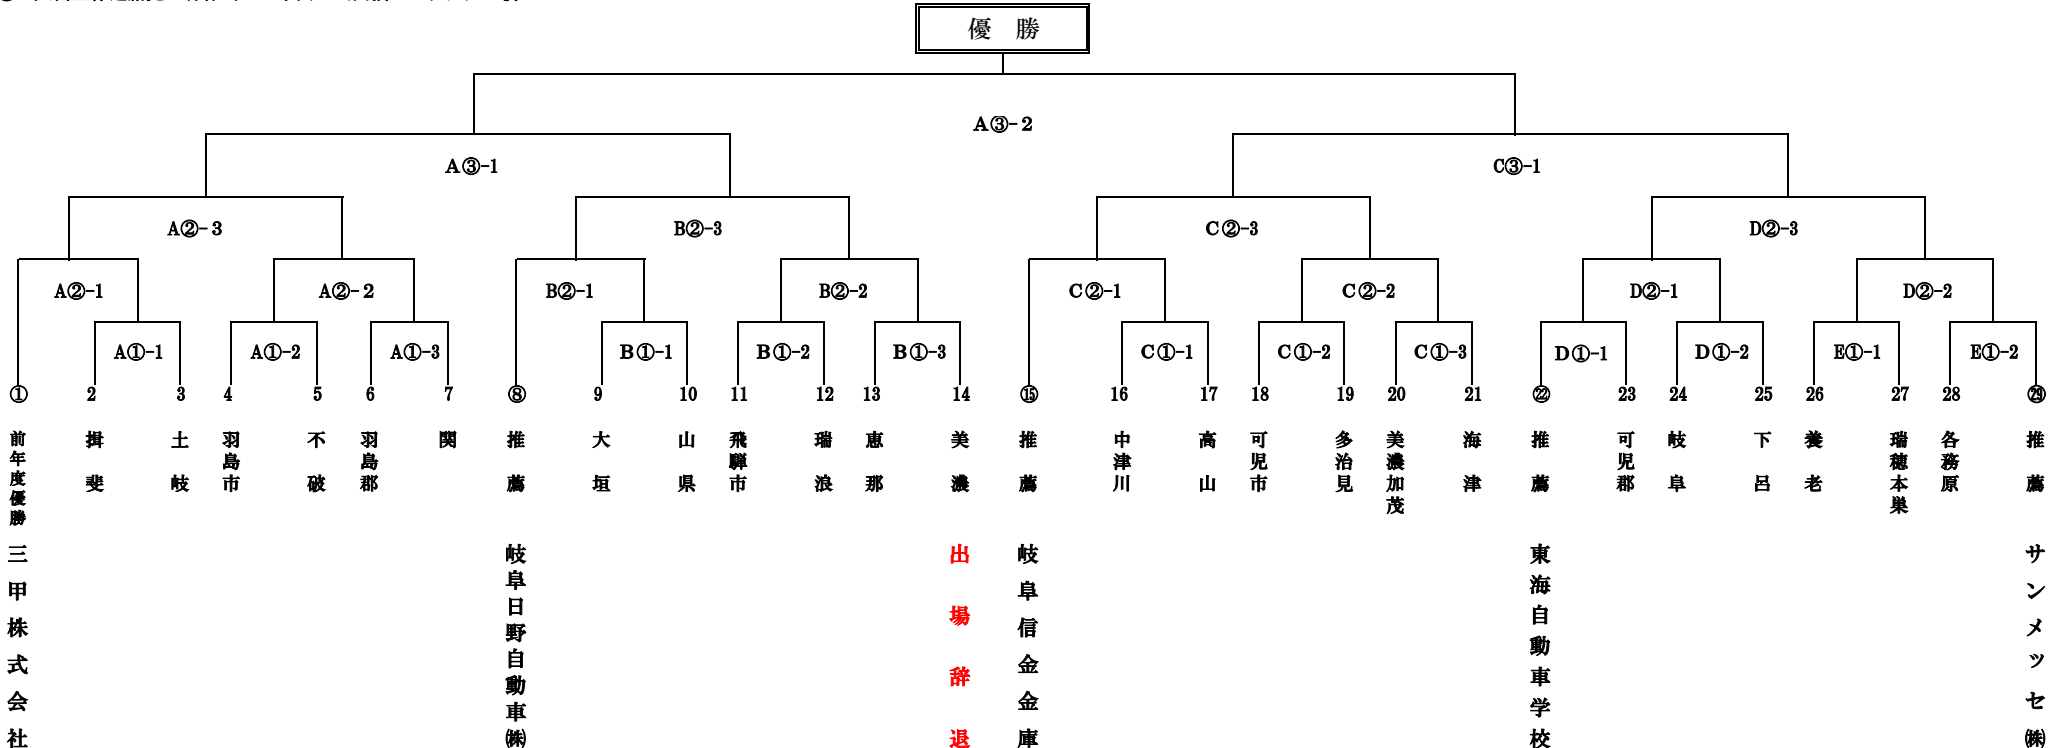 優　勝
A③-2
A③-1
C③-1
A②-3
B②-3
C②-3
D②-3
A②-1
A②-2
B②-1
B②-2
C②-1
C②-2
D②-1
D②-2
A①-1
A①-2
A①-3
B①-1
B①-2
B①-3
C①-1
C①-2
C①-3
D①-1
D①-2
E①-1
E①-2
①
2
3
4
5
6
7
⑧
9
10
11
12
13
14
⑮
16
17
18
19
20
21
㉒
23
24
25
26
27
28
㉙
前年度優勝
揖斐
土岐
羽島市
不破
羽島郡
関
推薦
大垣
山県
飛騨市
瑞浪
恵那
美濃
推薦
中津川
高山
可児市
多治見
美濃加茂
海津
推薦
可児郡
岐阜
下呂
養老
瑞穂本巣
各務原
推薦
三甲株式会社
岐阜日野自動車㈱
出場辞退
岐阜信金金庫
東海自動車学校
サンメッセ㈱